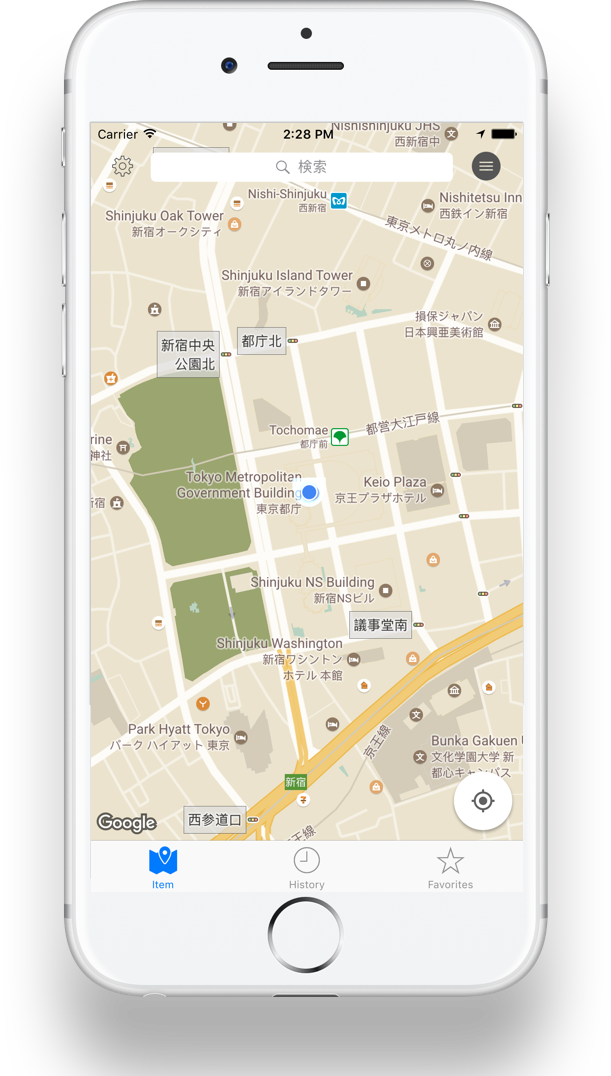 Carrier
2:28 PM
Nishishinjuku JHS
西新宿中
検索
Nishi-Shinjuku
西新宿
Nishitetsu Inn
西鉄イン新宿
Shinjuku Oak Tower
新宿オークシティ
東京メトロ丸ノ内線
Shinjuku Island Tower
新宿アイランドタワー
損保ジャパン
日本興亜美術館
新宿中央
公園北
都庁北
Tochomae
都庁前
都営大江戸線
rine
神社
Tokyo Metropolitan
Government Building
東京都庁
Keio Plaza
京王プラザホテル
宿
Shinjuku NS Building
新宿NSビル
議事堂南
Shinjuku Washington
新宿ワシントン
ホテル 本館
Park Hyatt Tokyo
パーク ハイアット 東京
京王線
Bunka Gakuen
文化学園大学 新
都心キャンパス
新宿
西参道口
Google
Item
History
Favorites